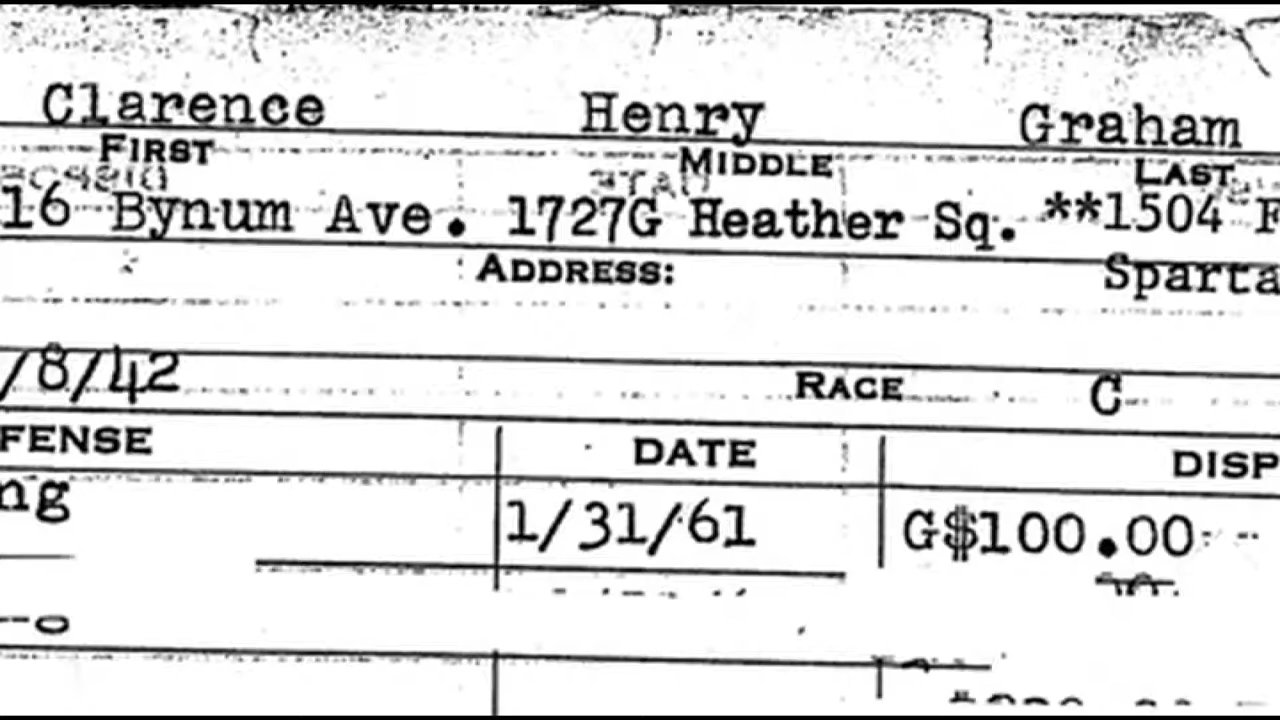 Clarence Henry Graham
FIRST MIDDLE LAST
16 Bynum Ave. 1727G Heather Sq. **1504 F
ADDRESS: Sparta
/8/42 RACE C
FENSE DATE DISP
ng 1/31/61 G$100.00